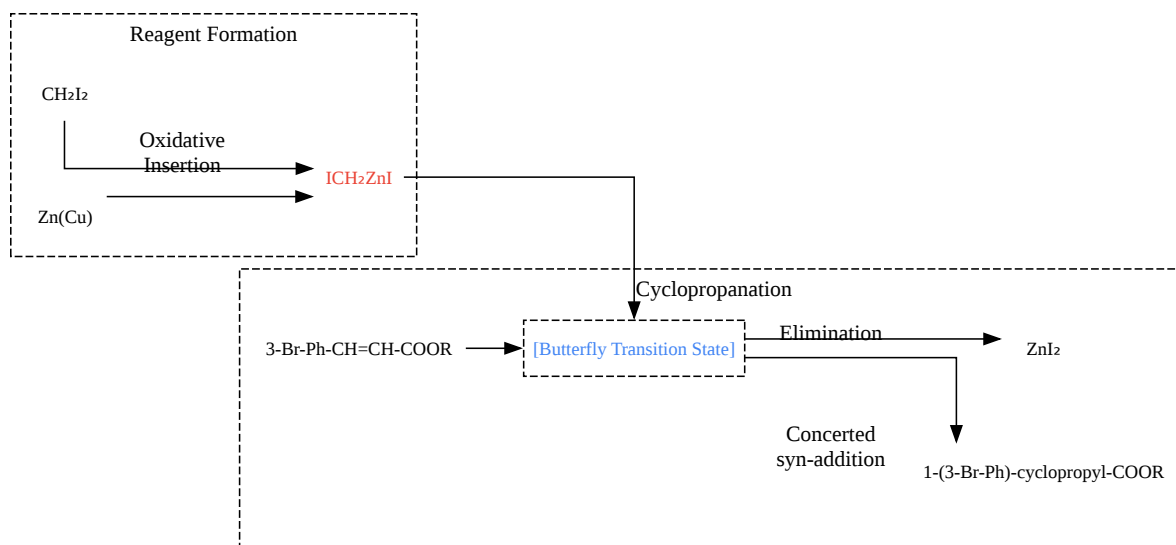 Reagent Formation
CH₂I₂
Oxidative
Insertion
ICH₂ZnI
Zn(Cu)
Cyclopropanation
3-Br-Ph-CH=CH-COOR
[Butterfly Transition State]
Elimination
ZnI₂
Concerted
syn-addition
1-(3-Br-Ph)-cyclopropyl-COOR